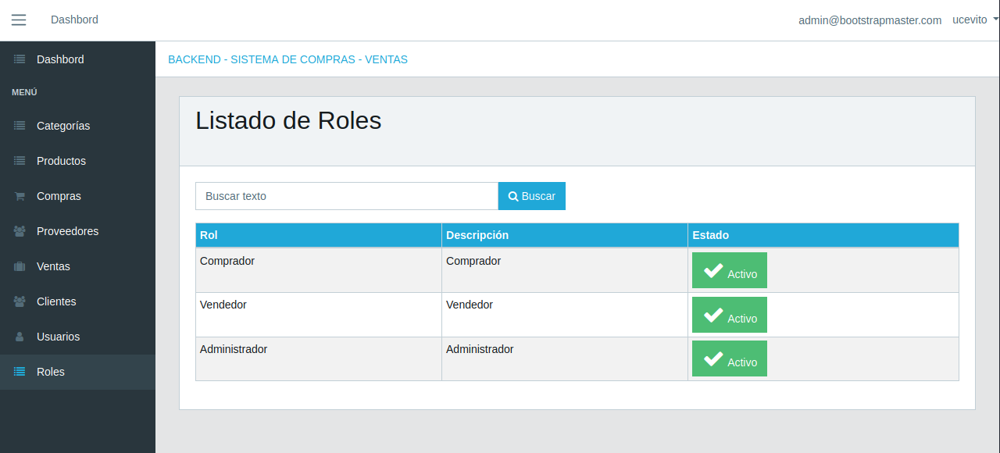 Dashbord
admin@bootstrapmaster.com ucevito
Dashbord
BACKEND - SISTEMA DE COMPRAS - VENTAS
MENÚ
Categorías
Productos
Compras
Proveedores
Ventas
Clientes
Usuarios
Roles
Listado de Roles
Buscar texto
Buscar
Rol Descripción Estado
Comprador Comprador Activo
Vendedor Vendedor Activo
Administrador Administrador Activo